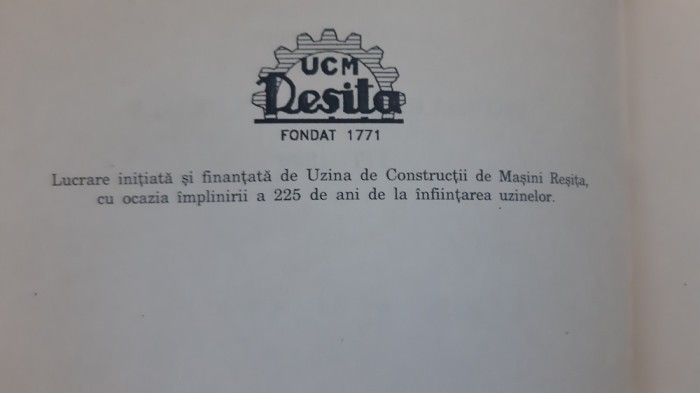 UCM
Reșița
FONDAT 1771
Lucrare inițiată și finanțată de Uzina de Construcții de Mașini Reșița,
cu ocazia împlinirii a 225 de ani de la înființarea uzinelor.